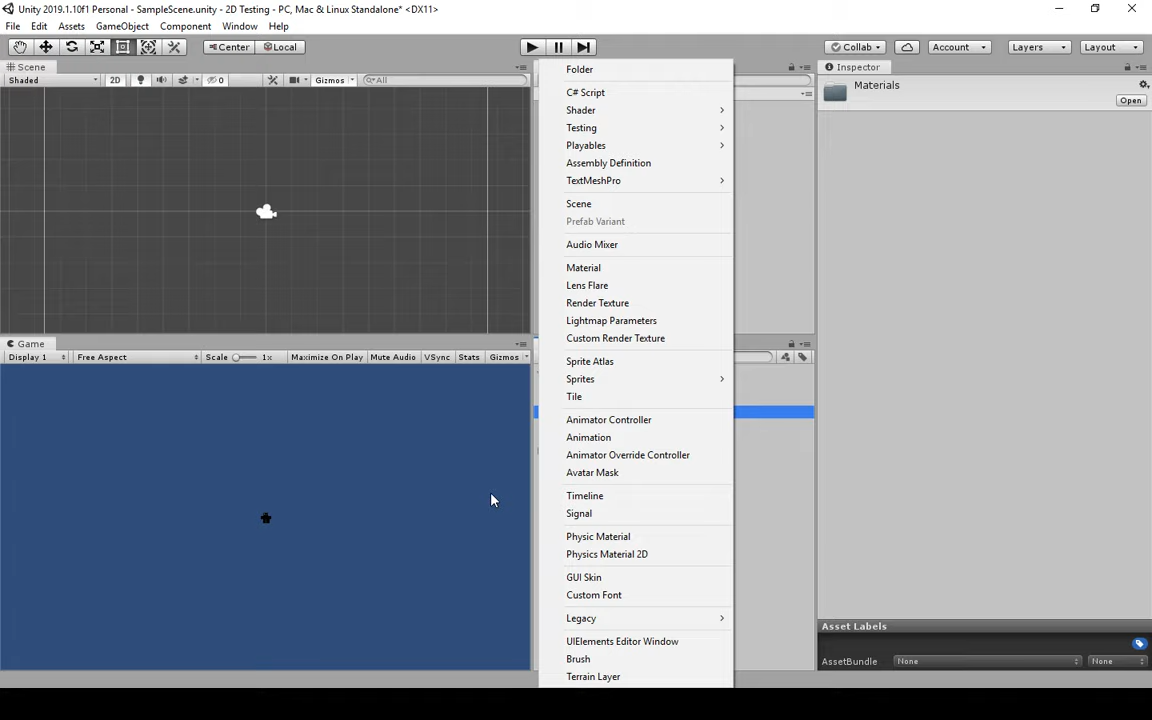 Unity 2019.1.10f1 Personal - SampleScene.unity - 2D Testing - PC, Mac & Linux Standalone* <DX11>
File Edit Assets GameObject Component Window Help
Center Local Collab Account Layers Layout
Scene
Shaded 2D 0 Gizmos All
Game
Display 1 Free Aspect Scale 1x Maximize On Play Mute Audio VSync Stats Gizmos
Folder
C# Script
Shader
Testing
Playables
Assembly Definition
TextMeshPro
Scene
Prefab Variant
Audio Mixer
Material
Lens Flare
Render Texture
Lightmap Parameters
Custom Render Texture
Sprite Atlas
Sprites
Tile
Animator Controller
Animation
Animator Override Controller
Avatar Mask
Timeline
Signal
Physic Material
Physics Material 2D
GUI Skin
Custom Font
Legacy
UIElements Editor Window
Brush
Terrain Layer
Inspector
Materials
Open
Asset Labels
AssetBundle None None